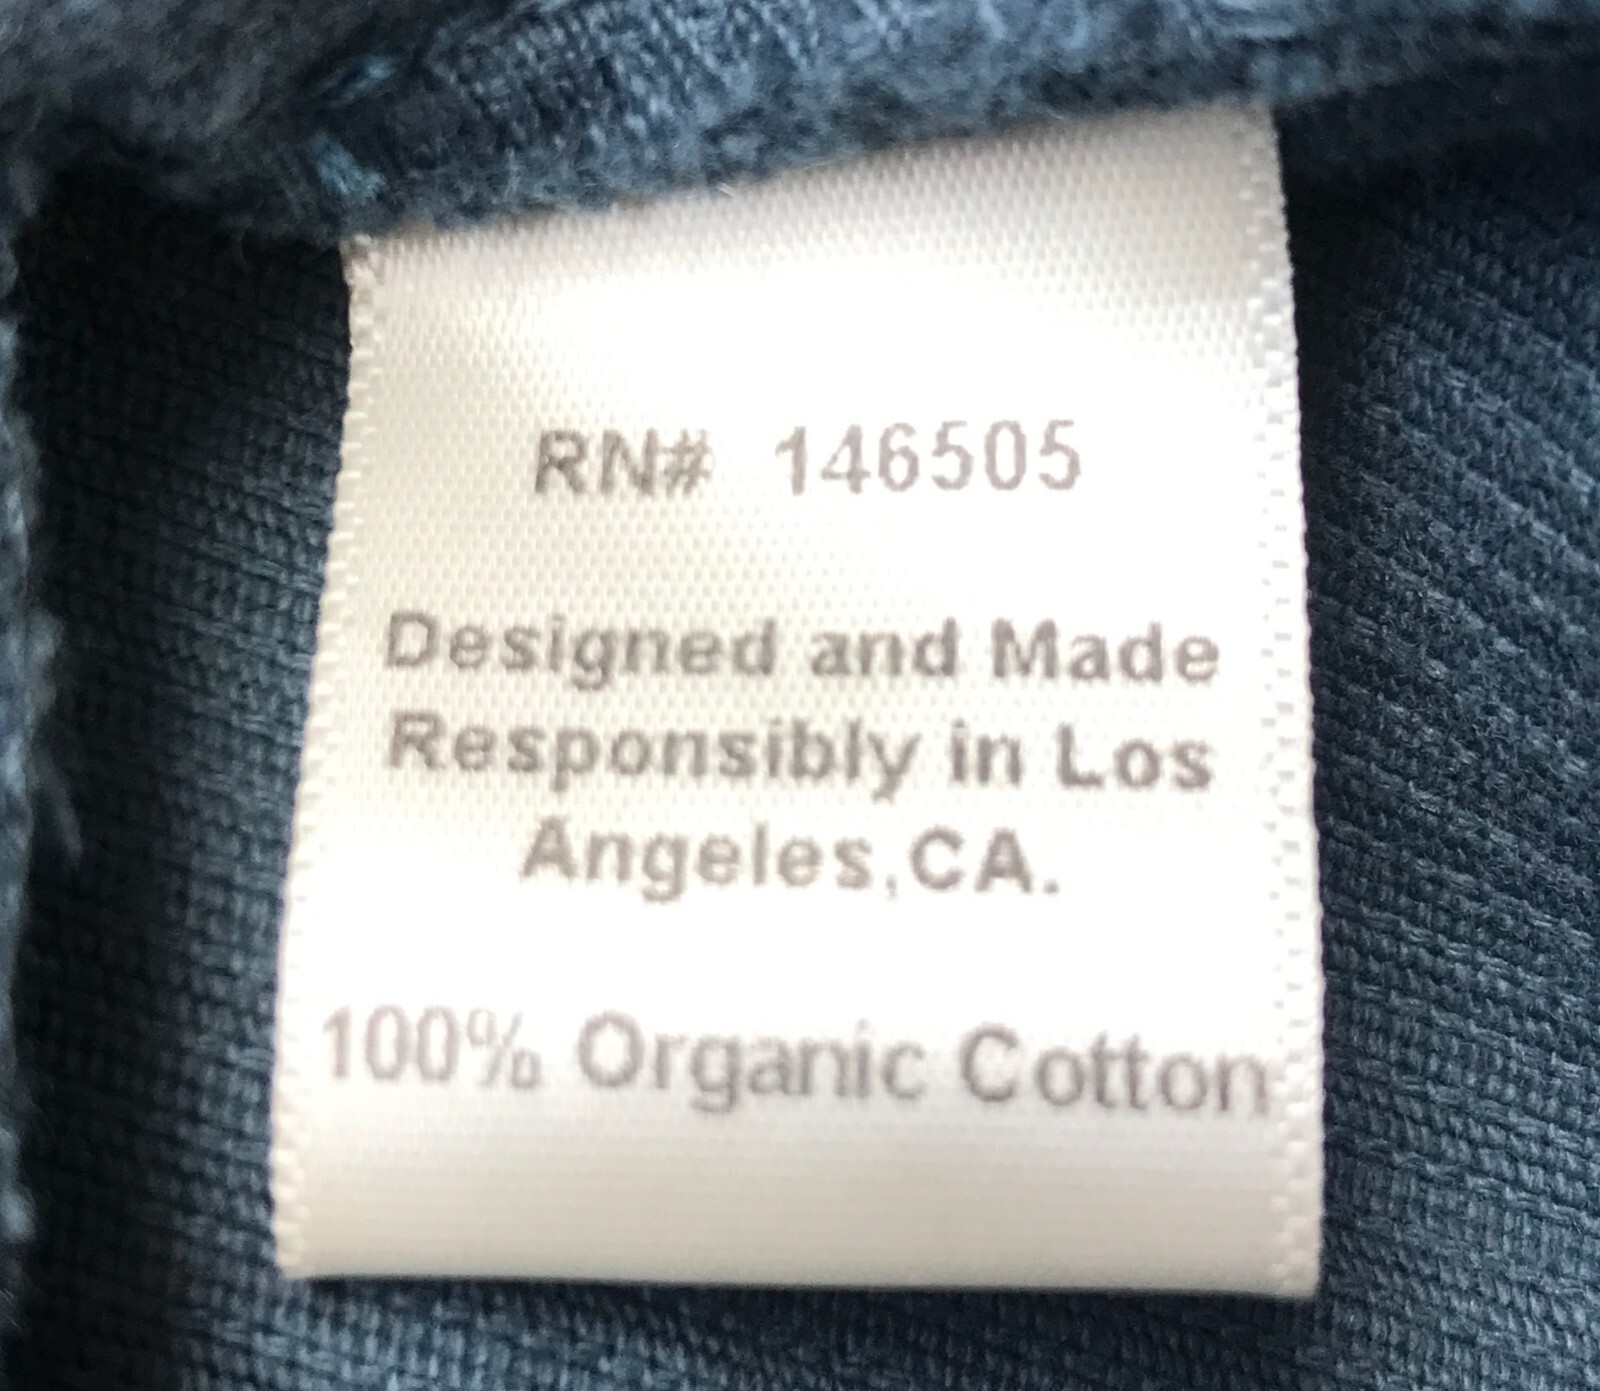 RN# 146505
Designed and Made
Responsibly in Los
Angeles,CA.
100% Organic Cotton